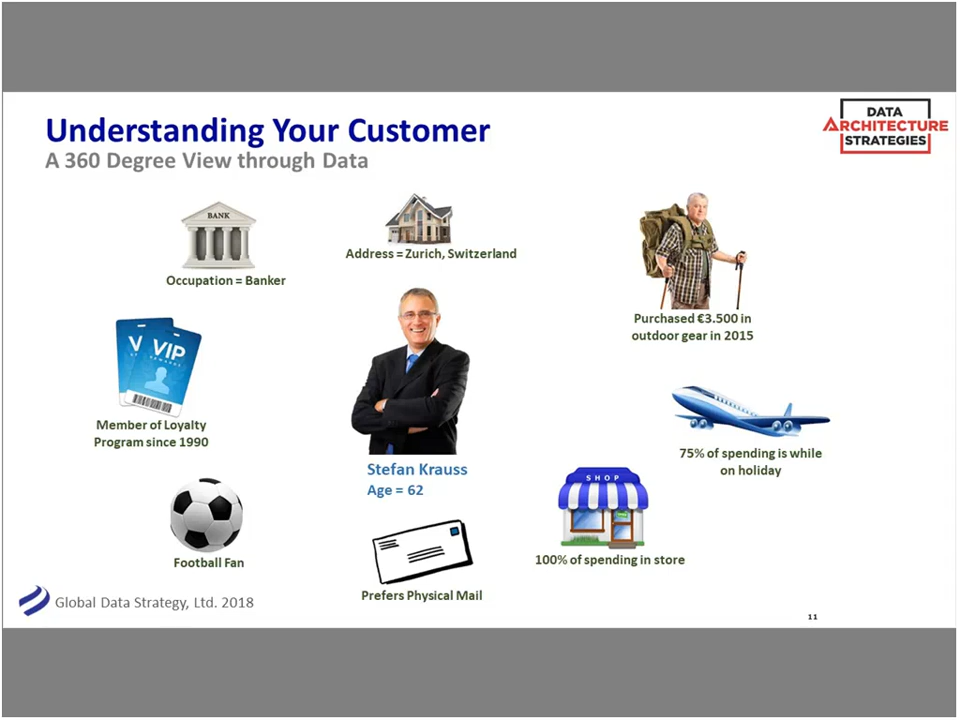 Understanding Your Customer
A 360 Degree View through Data
DATA
ARCHITECTURE
STRATEGIES
BANK
Occupation = Banker
Address = Zurich, Switzerland
Purchased €3.500 in
outdoor gear in 2015
V VIP
REWARDS
Member of Loyalty
Program since 1990
Stefan Krauss
Age = 62
75% of spending is while
on holiday
SHOP
100% of spending in store
Football Fan
Prefers Physical Mail
Global Data Strategy, Ltd. 2018
11